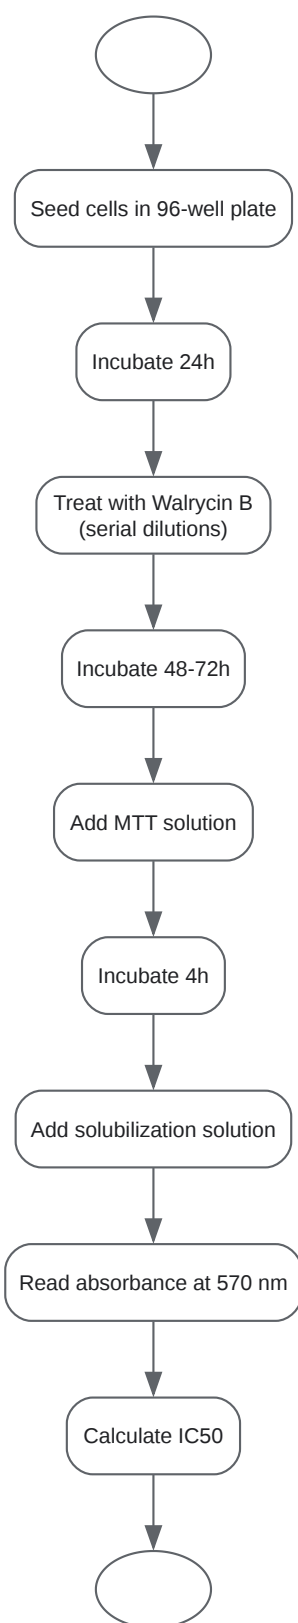 Seed cells in 96-well plate
Incubate 24h
Treat with Walrycin B
(serial dilutions)
Incubate 48-72h
Add MTT solution
Incubate 4h
Add solubilization solution
Read absorbance at 570 nm
Calculate IC50